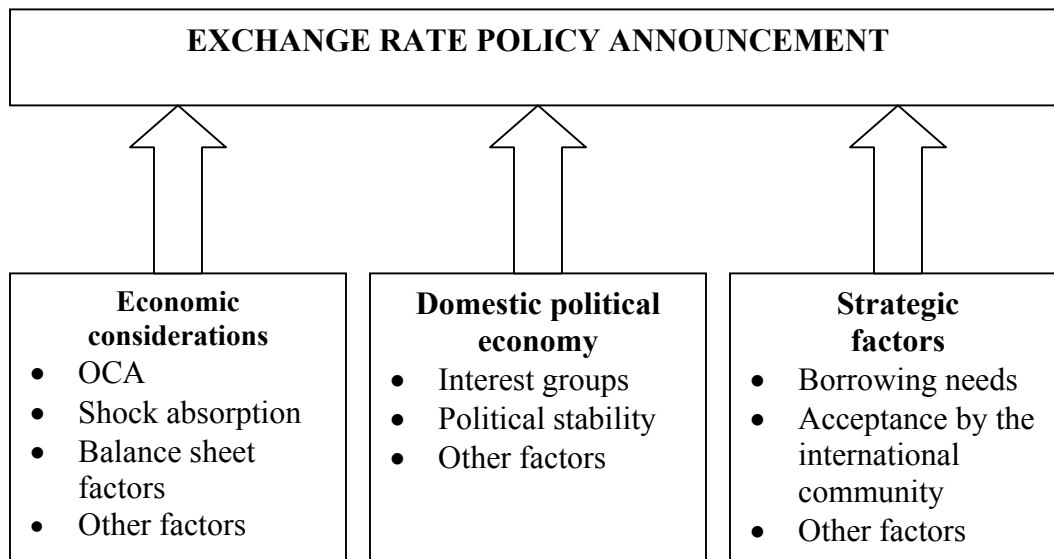 EXCHANGE RATE POLICY ANNOUNCEMENT
Economic
considerations
• OCA
• Shock absorption
• Balance sheet
factors
• Other factors
Domestic political
economy
• Interest groups
• Political stability
• Other factors
Strategic
factors
• Borrowing needs
• Acceptance by the
international
community
• Other factors